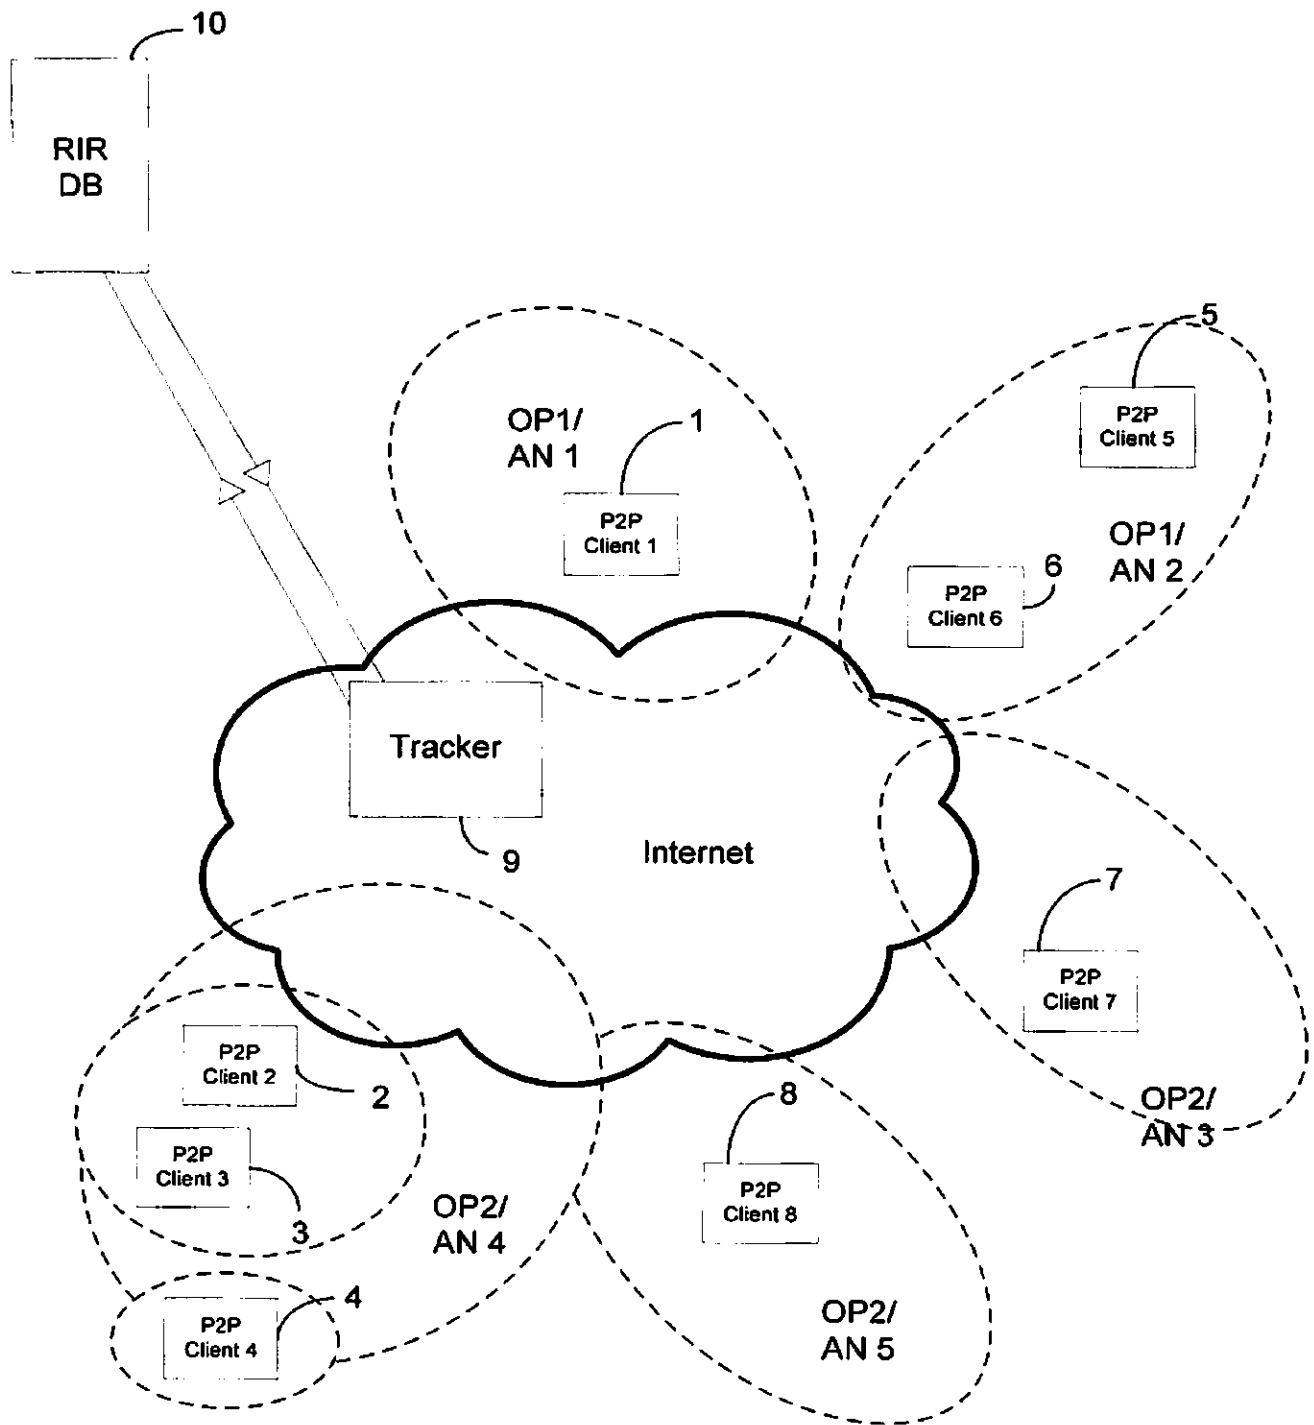 10
RIR
DB
5
OP1/
AN 1
1
P2P
Client 5
P2P
Client 1
OP1/
AN 2
6
P2P
Client 6
Tracker
9
Internet
7
P2P
Client 7
P2P
Client 2
2
8
OP2/
AN 3
P2P
Client 3
3
OP2/
AN 4
P2P
Client 8
4
P2P
Client 4
OP2/
AN 5